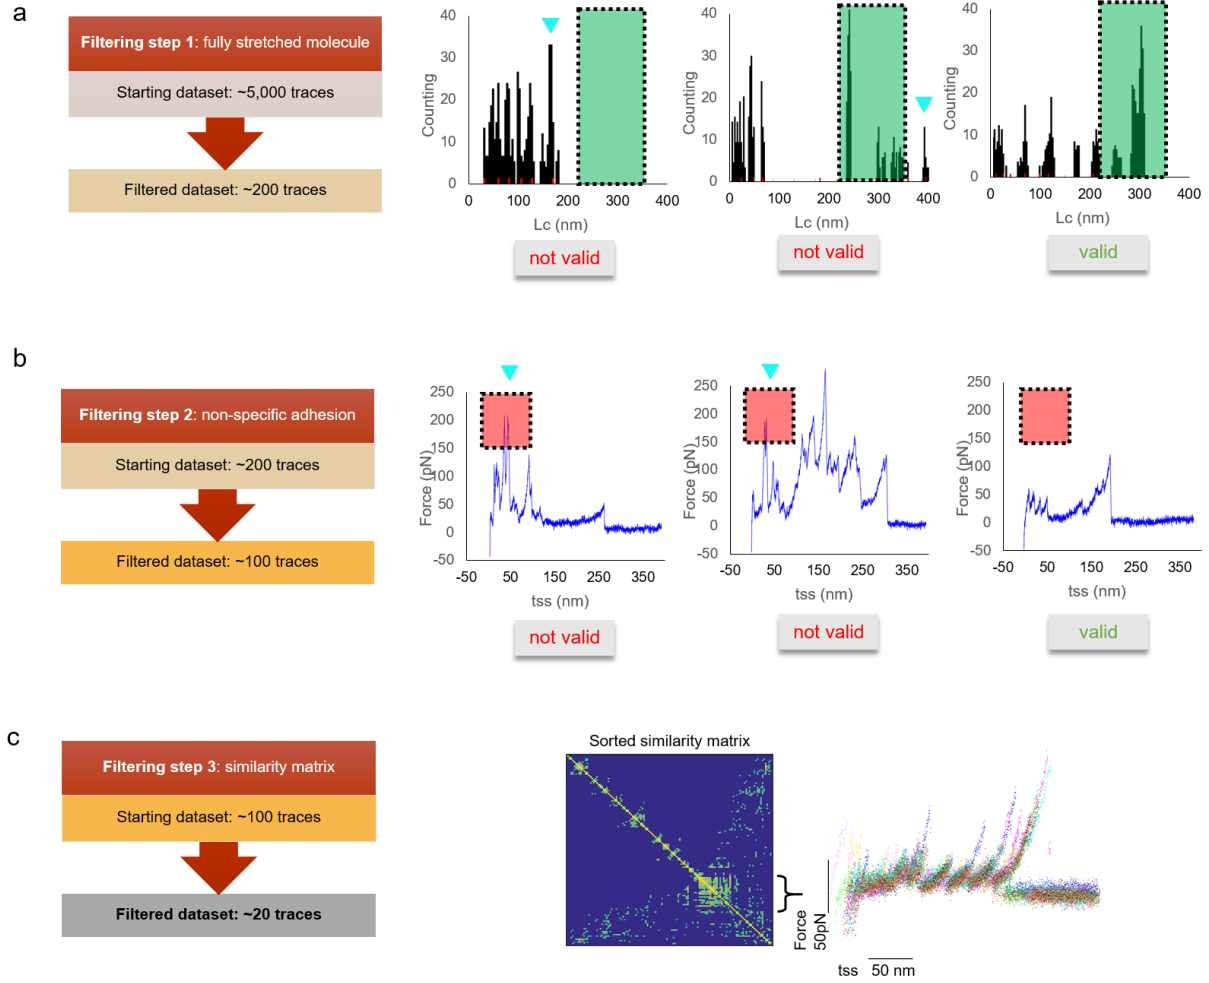 a
Filtering step 1: fully stretched molecule
Starting dataset: ~5,000 traces
Filtered dataset: ~200 traces
Counting
40
30
20
10
0
0 100 200 300 400
Lc (nm)
not valid
Counting
40
30
20
10
0
0 100 200 300 400
Lc (nm)
not valid
Counting
40
30
20
10
0
0 100 200 300 400
Lc (nm)
valid
b
Filtering step 2: non-specific adhesion
Starting dataset: ~200 traces
Filtered dataset: ~100 traces
Force (pN)
250
200
150
100
50
0
-50
-50 50 150 250 350
tss (nm)
not valid
Force (pN)
250
200
150
100
50
0
-50
-50 50 150 250 350
tss (nm)
not valid
Force (pN)
250
200
150
100
50
0
-50
-50 50 150 250 350
tss (nm)
valid
c
Filtering step 3: similarity matrix
Starting dataset: ~100 traces
Filtered dataset: ~20 traces
Sorted similarity matrix
Force
50pN
tss 50 nm